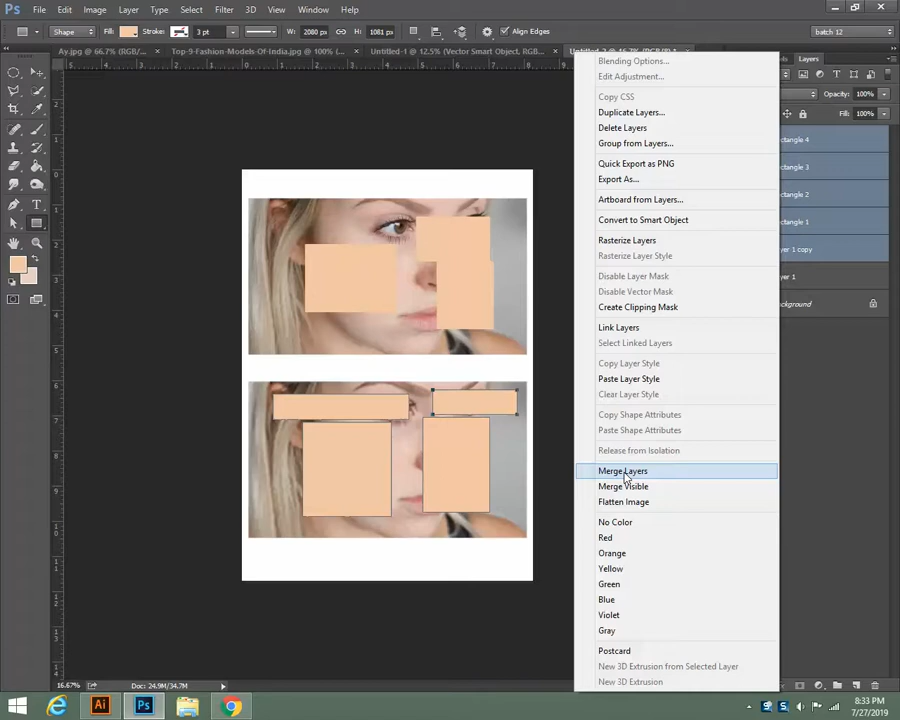 Ps File Edit Image Layer Type Select Filter 3D View Window Help
Shape Fill: Stroke: 3 pt W: 2080 px H: 1081 px Align Edges batch 12
Ay.jpg @ 66.7% (RGB/... × Top-9-Fashion-Models-Of-India.jpg @ 100% (... × Untitled-1 @ 12.5% (Vector Smart Object, RGB/... ×
Layers
Opacity: 100%
Fill: 100%
ctangle 4
ctangle 3
ctangle 2
ctangle 1
er 1 copy
er 1
ackground
Blending Options...
Edit Adjustment...
Copy CSS
Duplicate Layers...
Delete Layers
Group from Layers...
Quick Export as PNG
Export As...
Artboard from Layers...
Convert to Smart Object
Rasterize Layers
Rasterize Layer Style
Disable Layer Mask
Disable Vector Mask
Create Clipping Mask
Link Layers
Select Linked Layers
Copy Layer Style
Paste Layer Style
Clear Layer Style
Copy Shape Attributes
Paste Shape Attributes
Release from Isolation
Merge Layers
Merge Visible
Flatten Image
No Color
Red
Orange
Yellow
Green
Blue
Violet
Gray
Postcard
New 3D Extrusion from Selected Layer
New 3D Extrusion
16.67% Doc: 24.9M/34.7M
Ai Ps
8:33 PM
7/27/2019